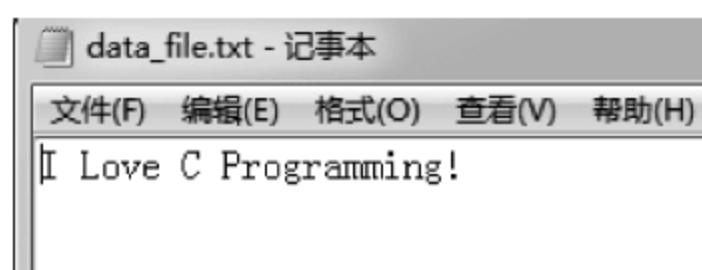 data_file.txt - 记事本
文件(F) 编辑(E) 格式(O) 查看(V) 帮助(H)
I Love C Programming!